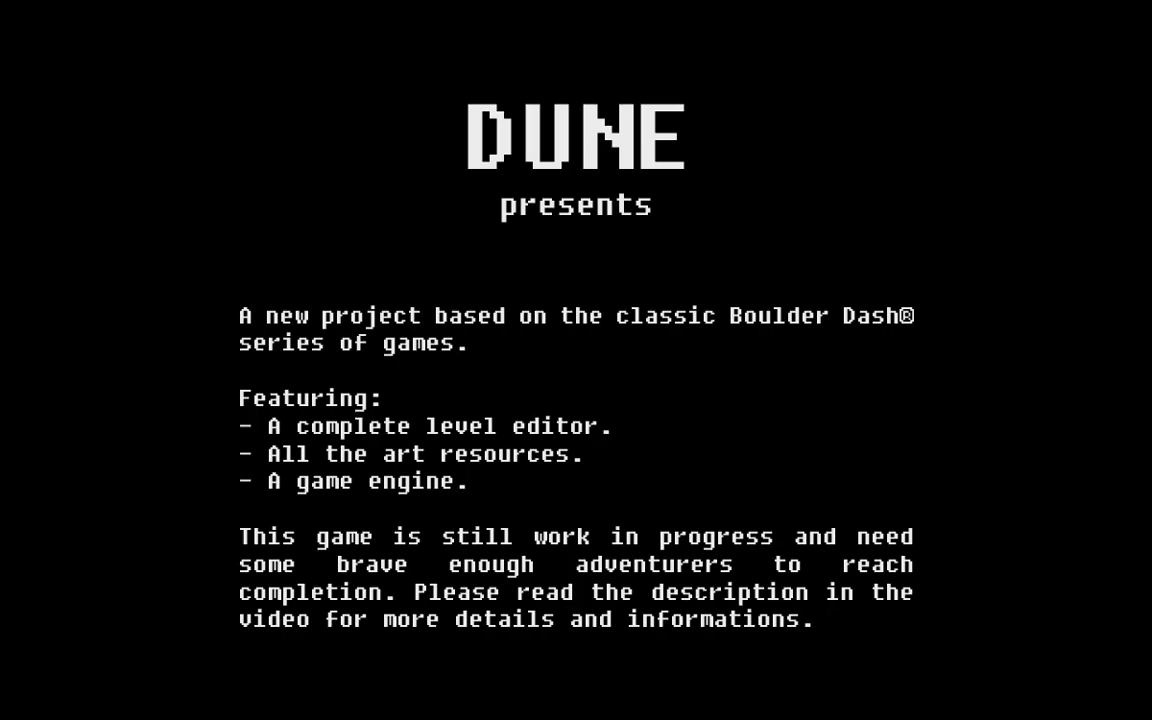 DUNE
presents
A new project based on the classic Boulder Dash®
series of games.
Featuring:
- A complete level editor.
- All the art resources.
- A game engine.
This game is still work in progress and need
some brave enough adventurers to reach
completion. Please read the description in the
video for more details and informations.